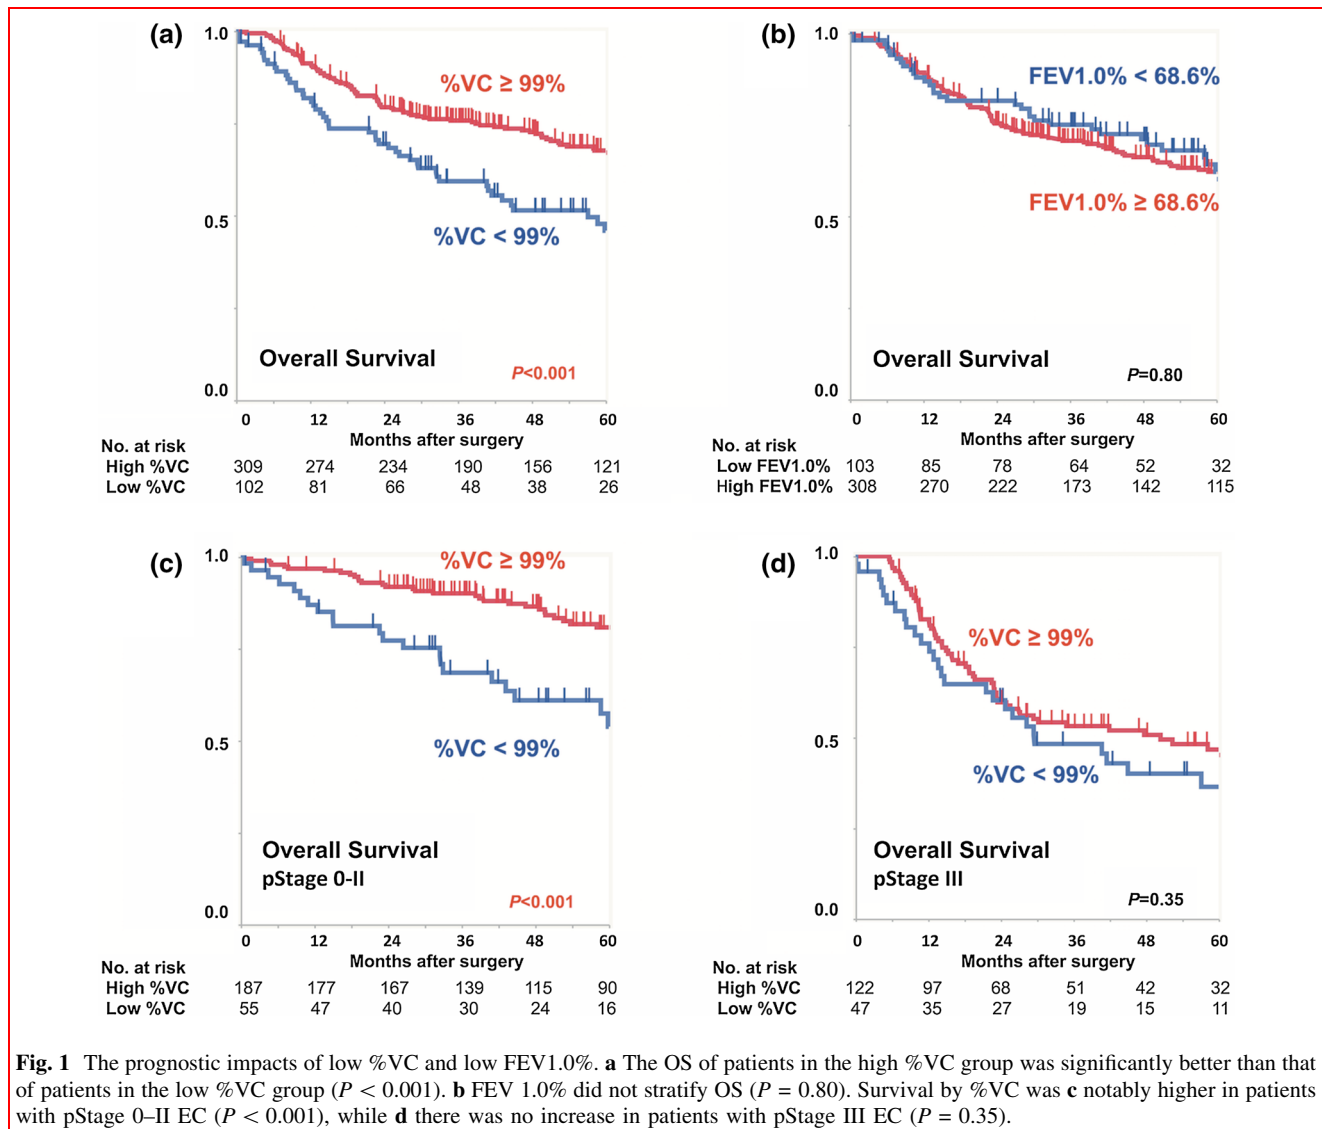 (a)
1.0
%VC ≥ 99%
0.5
%VC < 99%
Overall Survival
P<0.001
0.0
0 12 24 36 48 60
Months after surgery
No. at risk
High %VC 309 274 234 190 156 121
Low %VC 102 81 66 48 38 26
(b)
1.0
FEV1.0% < 68.6%
FEV1.0% ≥ 68.6%
0.5
Overall Survival
P=0.80
0.0
0 12 24 36 48 60
Months after surgery
No. at risk
Low FEV1.0% 103 85 78 64 52 32
High FEV1.0% 308 270 222 173 142 115
(c)
1.0
%VC ≥ 99%
0.5
%VC < 99%
Overall Survival
pStage 0-II
P<0.001
0.0
0 12 24 36 48 60
Months after surgery
No. at risk
High %VC 187 177 167 139 115 90
Low %VC 55 47 40 30 24 16
(d)
1.0
%VC ≥ 99%
0.5
%VC < 99%
Overall Survival
pStage III
P=0.35
0.0
0 12 24 36 48 60
Months after surgery
No. at risk
High %VC 122 97 68 51 42 32
Low %VC 47 35 27 19 15 11
Fig. 1 The prognostic impacts of low %VC and low FEV1.0%. a The OS of patients in the high %VC group was significantly better than that
of patients in the low %VC group (P < 0.001). b FEV 1.0% did not stratify OS (P = 0.80). Survival by %VC was c notably higher in patients
with pStage 0–II EC (P < 0.001), while d there was no increase in patients with pStage III EC (P = 0.35).